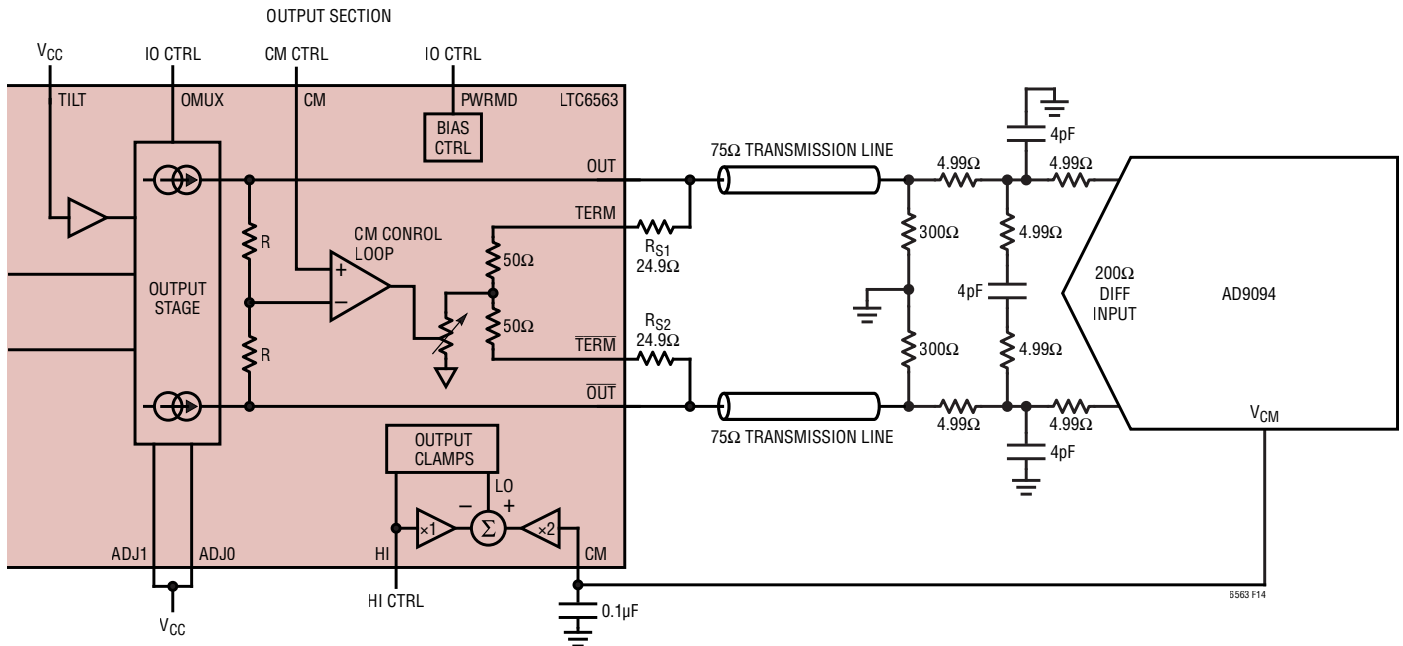 OUTPUT SECTION
VCC
IO CTRL
CM CTRL
IO CTRL
TILT
OMUX
CM
PWRMD
LTC6563
BIAS
CTRL
OUT
75Ω TRANSMISSION LINE
4.99Ω
4pF
4.99Ω
TERM
R
CM CONROL
LOOP
+
–
50Ω
RS1
24.9Ω
300Ω
4.99Ω
OUTPUT
STAGE
4pF
200Ω
DIFF
INPUT
AD9094
R
50Ω
RS2
24.9Ω
TERM
300Ω
4.99Ω
OUT
75Ω TRANSMISSION LINE
4.99Ω
4.99Ω
4pF
VCM
OUTPUT
CLAMPS
LO
– +
×1
Σ
×2
ADJ1
ADJ0
HI
CM
HI CTRL
0.1µF
VCC
6563 F14